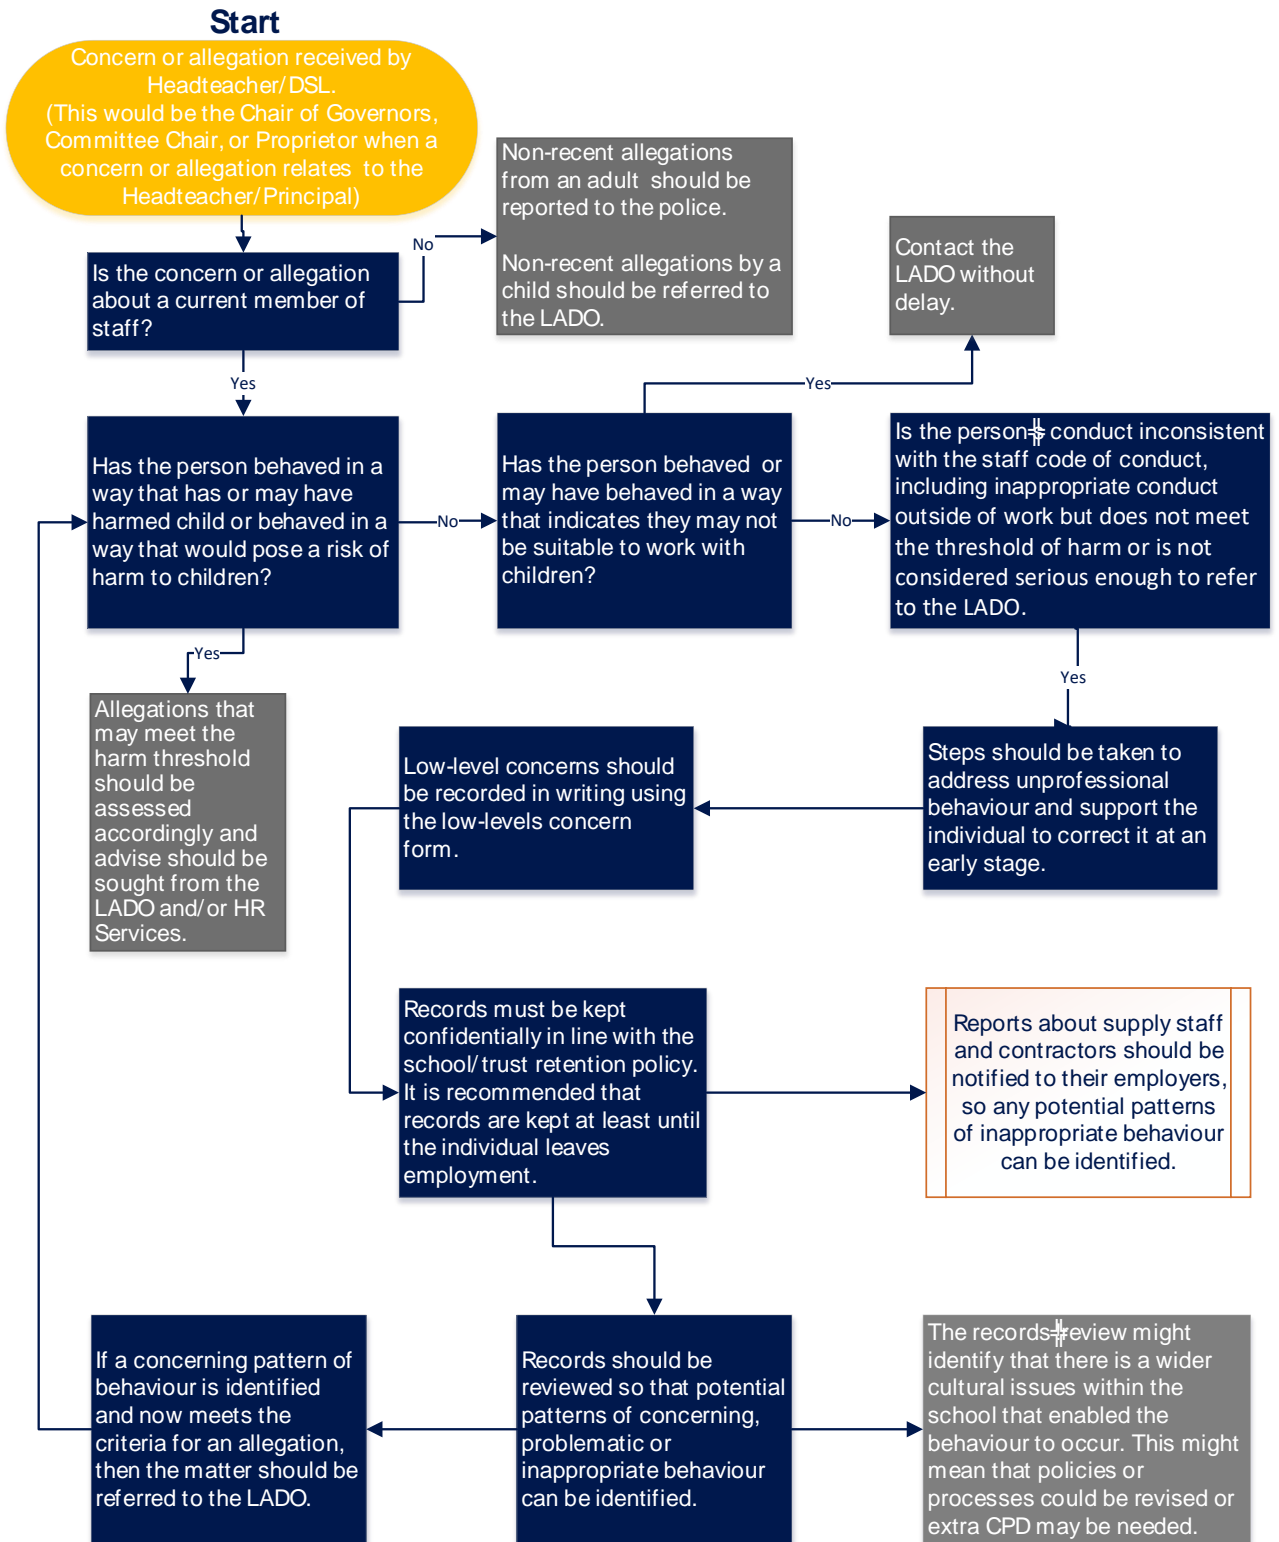 Start
Concern or allegation received by
Headteacher/DSL.
(This would be the Chair of Governors,
Committee Chair, or Proprietor when a
concern or allegation relates to the
Headteacher/Principal)
Non-recent allegations
from an adult should be
reported to the police.
Non-recent allegations by a
child should be referred to
the LADO.
No
Is the concern or allegation
about a current member of
staff?
Contact the
LADO without
delay.
Yes
Yes
Has the person behaved in a
way that has or may have
harmed child or behaved in a
way that would pose a risk of
harm to children?
No
Has the person behaved or
may have behaved in a way
that indicates they may not
be suitable to work with
children?
No
Is the person s conduct inconsistent
with the staff code of conduct,
including inappropriate conduct
outside of work but does not meet
the threshold of harm or is not
considered serious enough to refer
to the LADO.
Yes
Yes
Allegations that
may meet the
harm threshold
should be
assessed
accordingly and
advise should be
sought from the
LADO and/or HR
Services.
Low-level concerns should
be recorded in writing using
the low-levels concern
form.
Steps should be taken to
address unprofessional
behaviour and support the
individual to correct it at an
early stage.
Records must be kept
confidentially in line with the
school/trust retention policy.
It is recommended that
records are kept at least until
the individual leaves
employment.
Reports about supply staff
and contractors should be
notified to their employers,
so any potential patterns
of inappropriate behaviour
can be identified.
If a concerning pattern of
behaviour is identified
and now meets the
criteria for an allegation,
then the matter should be
referred to the LADO.
Records should be
reviewed so that potential
patterns of concerning,
problematic or
inappropriate behaviour
can be identified.
The records review might
identify that there is a wider
cultural issues within the
school that enabled the
behaviour to occur. This might
mean that policies or
processes could be revised or
extra CPD may be needed.